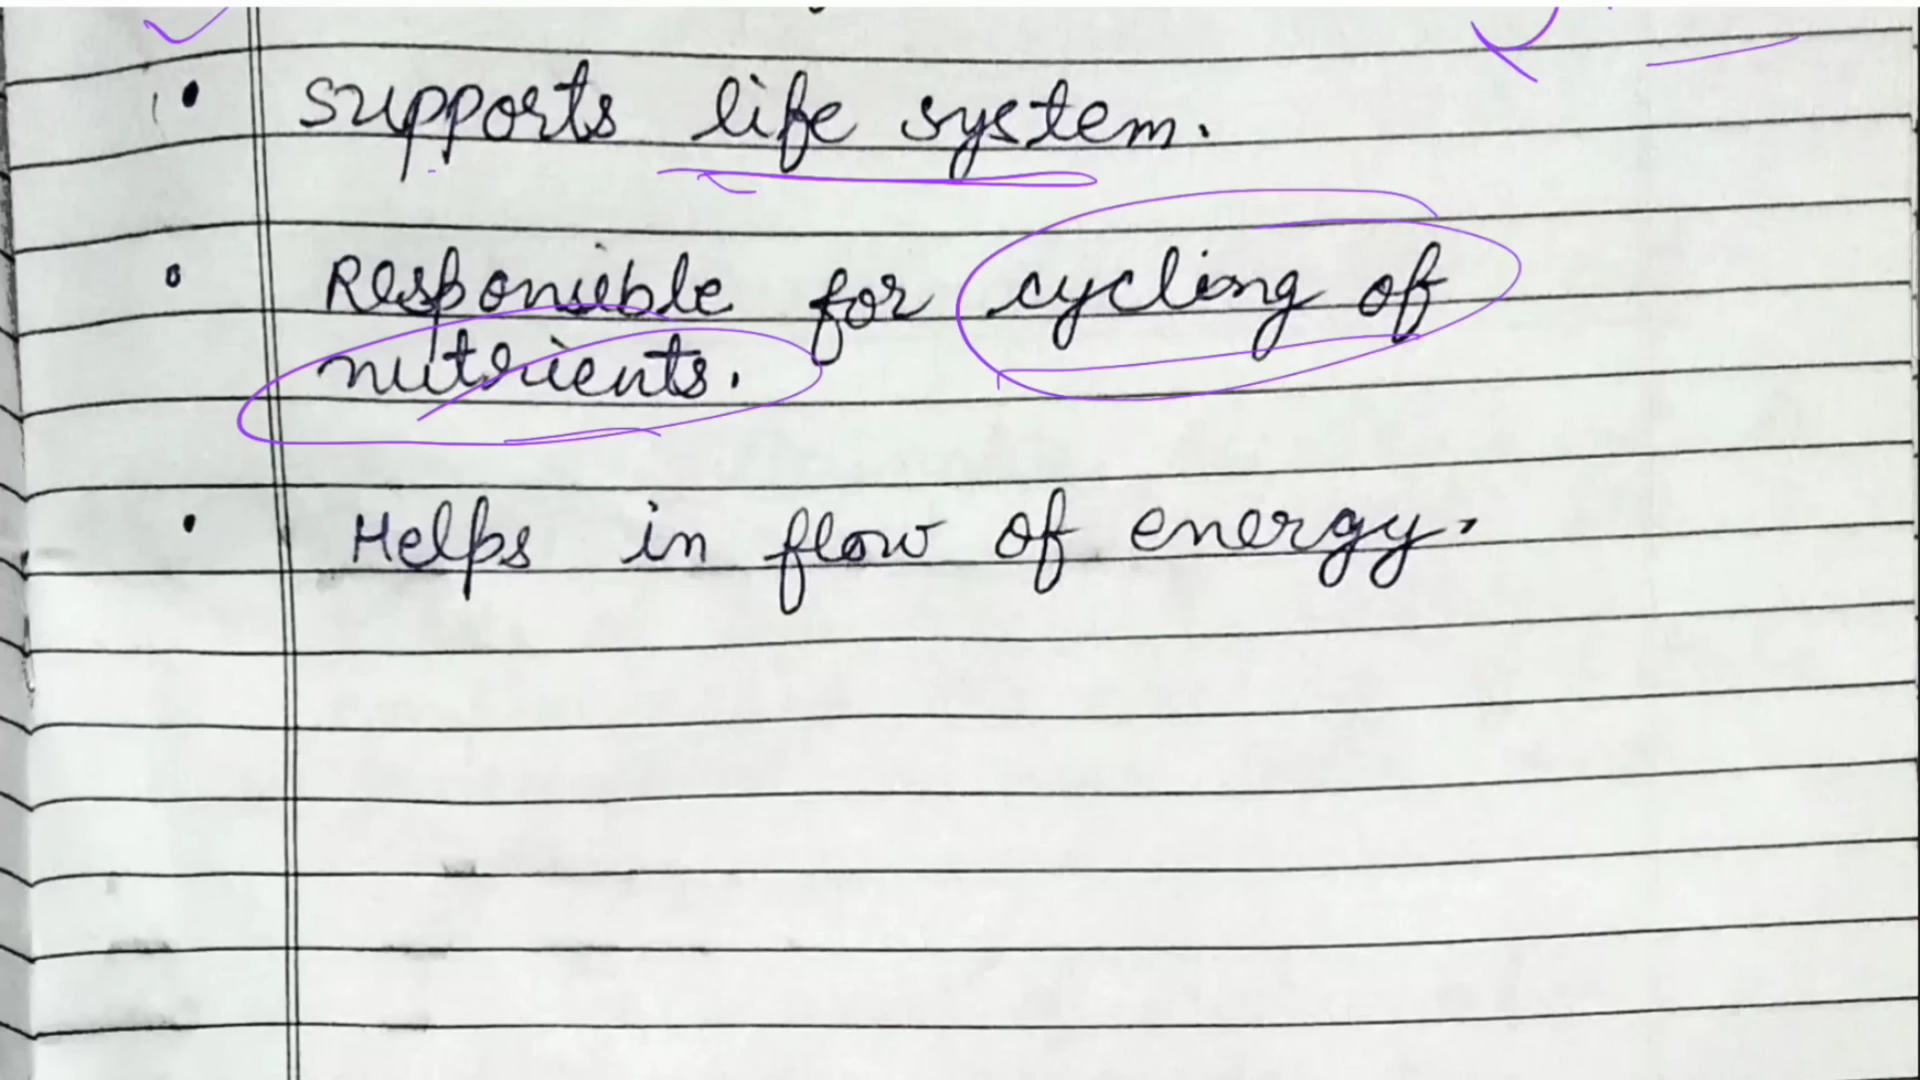 • Supports life system.
• Responsible for cycling of
nutrients.
• Helps in flow of energy.